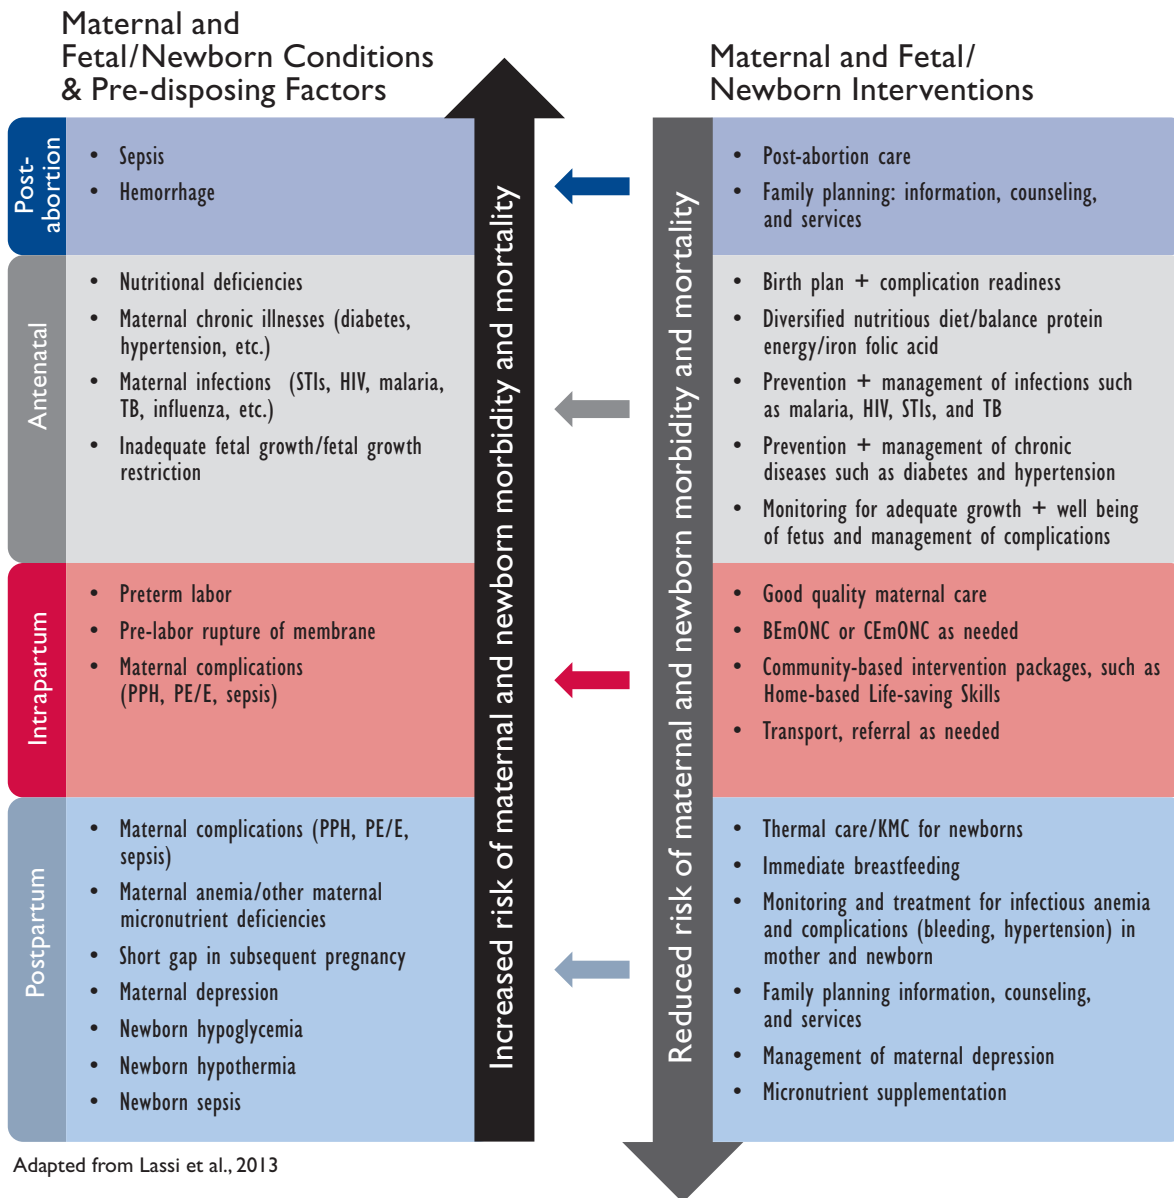 Maternal and
Fetal/Newborn Conditions
& Pre-disposing Factors
Maternal and Fetal/
Newborn Interventions
Post-
abortion
• Sepsis
• Hemorrhage
• Post-abortion care
• Family planning: information, counseling,
and services
Antenatal
• Nutritional deficiencies
• Maternal chronic illnesses (diabetes,
hypertension, etc.)
• Maternal infections (STIs, HIV, malaria,
TB, influenza, etc.)
• Inadequate fetal growth/fetal growth
restriction
• Birth plan + complication readiness
• Diversified nutritious diet/balance protein
energy/iron folic acid
• Prevention + management of infections such
as malaria, HIV, STIs, and TB
• Prevention + management of chronic
diseases such as diabetes and hypertension
• Monitoring for adequate growth + well being
of fetus and management of complications
Intrapartum
• Preterm labor
• Pre-labor rupture of membrane
• Maternal complications
(PPH, PE/E, sepsis)
• Good quality maternal care
• BEmONC or CEmONC as needed
• Community-based intervention packages, such as
Home-based Life-saving Skills
• Transport, referral as needed
Postpartum
• Maternal complications (PPH, PE/E,
sepsis)
• Maternal anemia/other maternal
micronutrient deficiencies
• Short gap in subsequent pregnancy
• Maternal depression
• Newborn hypoglycemia
• Newborn hypothermia
• Newborn sepsis
• Thermal care/KMC for newborns
• Immediate breastfeeding
• Monitoring and treatment for infectious anemia
and complications (bleeding, hypertension) in
mother and newborn
• Family planning information, counseling,
and services
• Management of maternal depression
• Micronutrient supplementation
Increased risk of maternal and newborn morbidity and mortality
Reduced risk of maternal and newborn morbidity and mortality
Adapted from Lassi et al., 2013